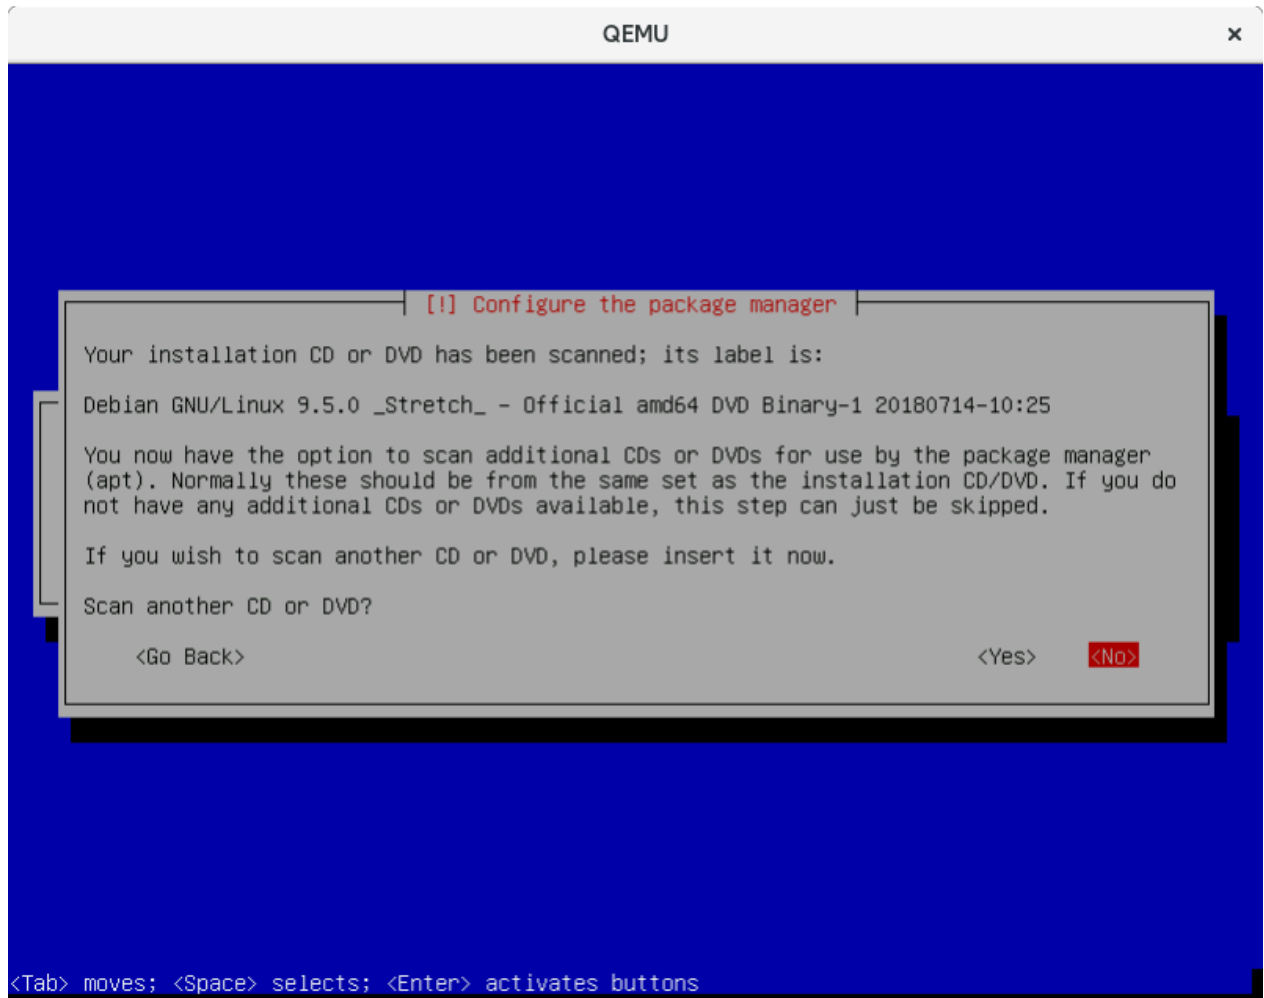 QEMU
×
[!] Configure the package manager
Your installation CD or DVD has been scanned; its label is:
Debian GNU/Linux 9.5.0 _Stretch_ - Official amd64 DVD Binary-1 20180714-10:25
You now have the option to scan additional CDs or DVDs for use by the package manager
(apt). Normally these should be from the same set as the installation CD/DVD. If you do
not have any additional CDs or DVDs available, this step can just be skipped.
If you wish to scan another CD or DVD, please insert it now.
Scan another CD or DVD?
<Go Back> <Yes> <No>
<Tab> moves; <Space> selects; <Enter> activates buttons